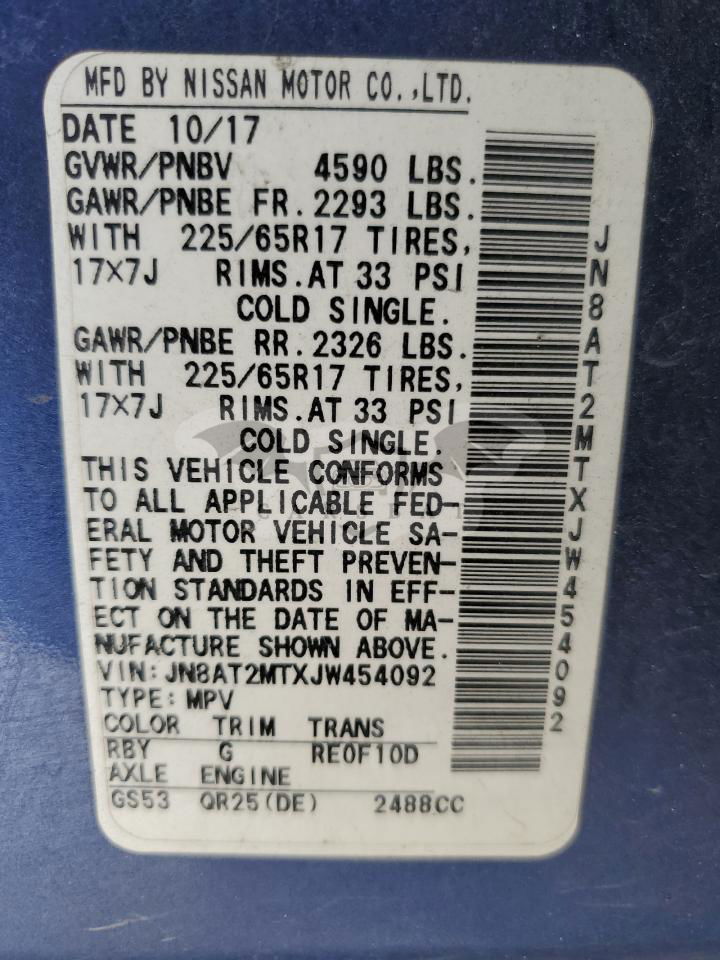 MFD BY NISSAN MOTOR CO.,LTD.
DATE 10/17
GVWR/PNBV 4590 LBS.
GAWR/PNBE FR. 2293 LBS.
WITH 225/65R17 TIRES,
17X7J RIMS.AT 33 PSI
COLD SINGLE.
GAWR/PNBE RR. 2326 LBS.
WITH 225/65R17 TIRES,
17X7J RIMS.AT 33 PSI
COLD SINGLE.
THIS VEHICLE CONFORMS
TO ALL APPLICABLE FED-
ERAL MOTOR VEHICLE SA-
FETY AND THEFT PREVEN-
TION STANDARDS IN EFF-
ECT ON THE DATE OF MA-
NUFACTURE SHOWN ABOVE.
VIN: JN8AT2MTXJW454092
TYPE: MPV
COLOR TRIM TRANS
RBY G RE0F10D
AXLE ENGINE
GS53 QR25(DE) 2488CC
JN8AT2MTXJW454092